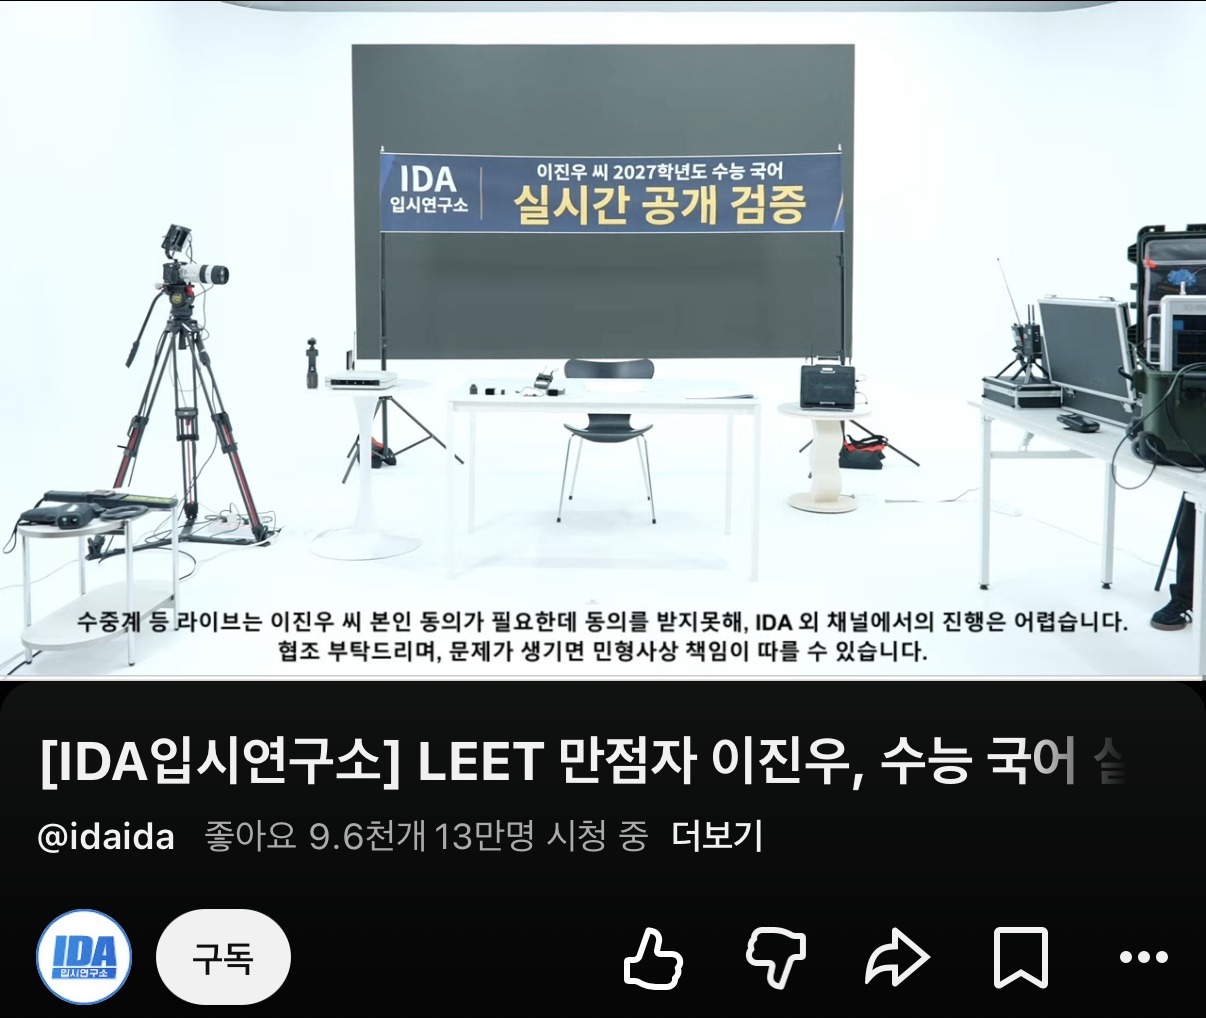 IDA
입시연구소
이진우 씨 2027학년도 수능 국어
실시간 공개 검증
수중계 등 라이브는 이진우 씨 본인 동의가 필요한데 동의를 받지못해, IDA 외 채널에서의 진행은 어렵습니다.
협조 부탁드리며, 문제가 생기면 민형사상 책임이 따를 수 있습니다.
[IDA입시연구소] LEET 만점자 이진우, 수능 국어
@idaida 좋아요 9.6천개 13만명 시청 중 더보기
IDA
입시연구소
구독